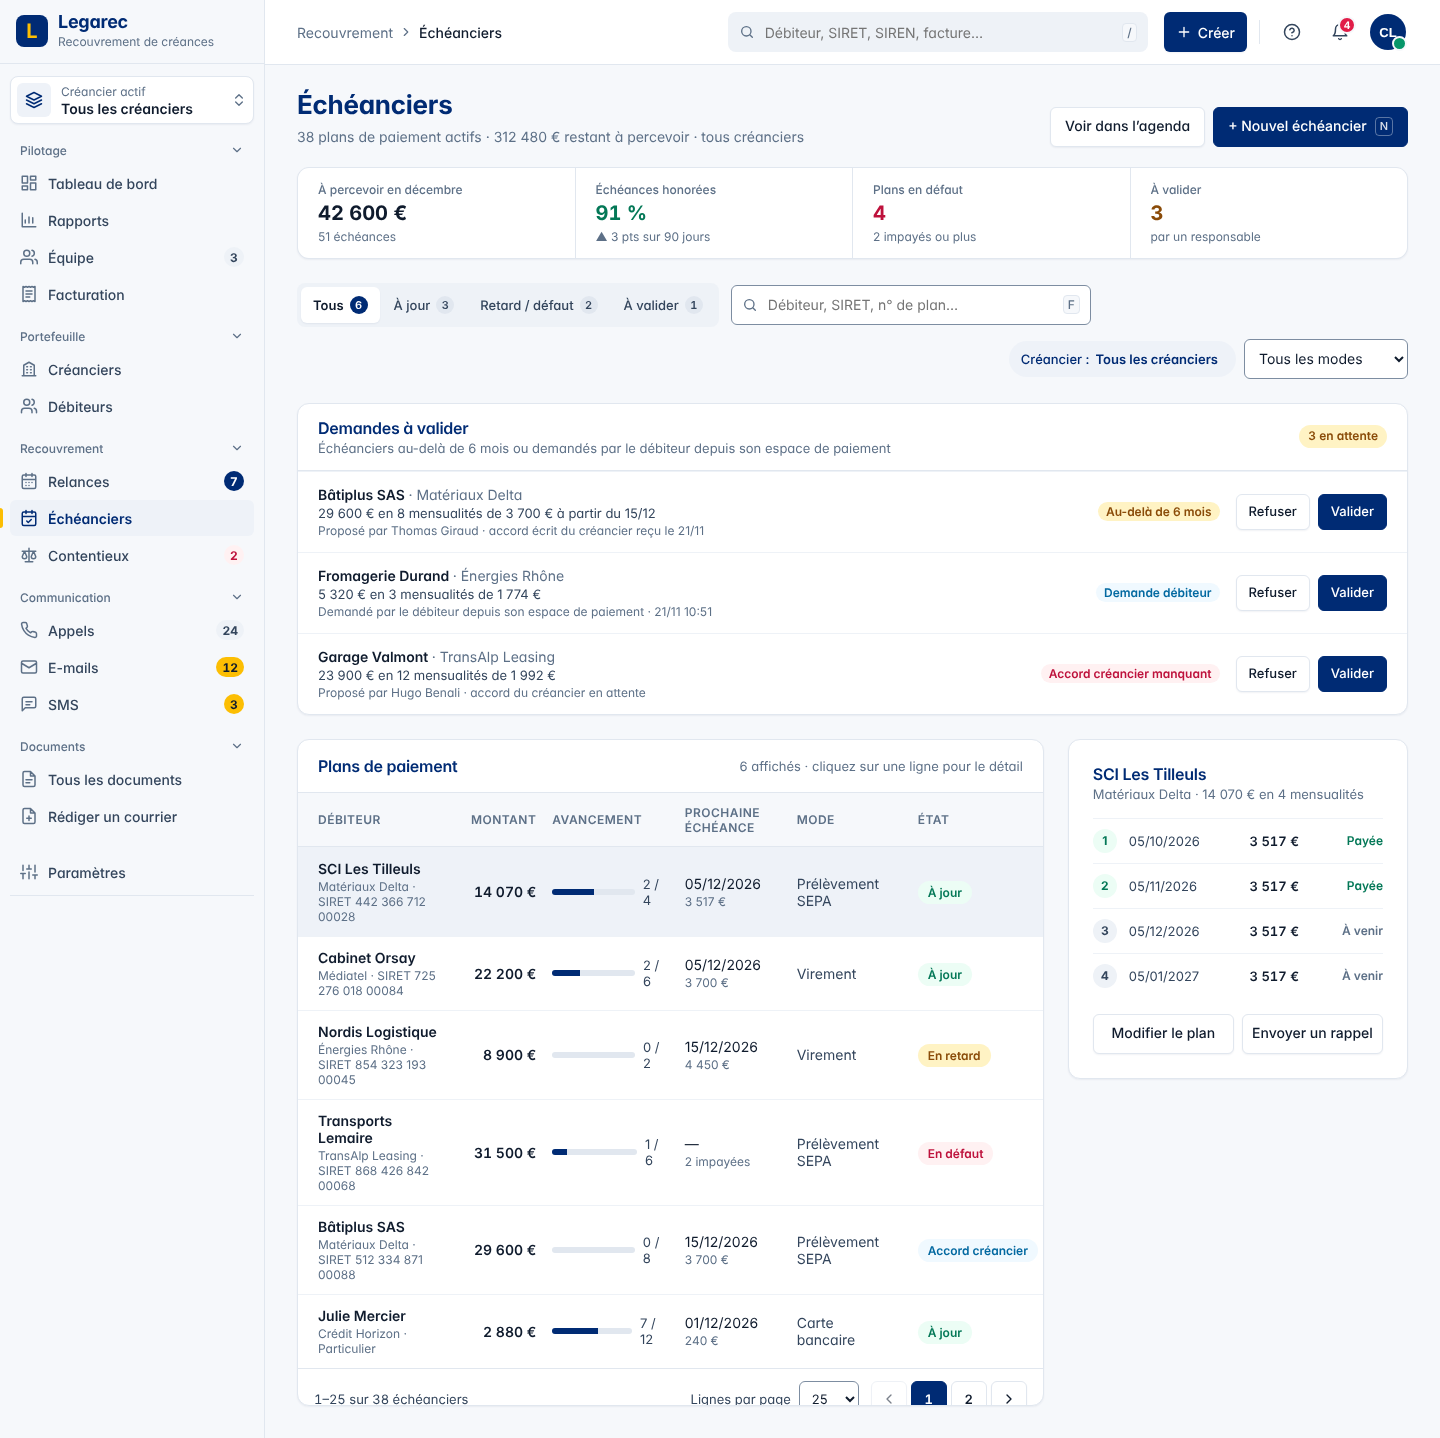 L
Legarec
Recouvrement de créances
Créancier actif
Tous les créanciers
Pilotage
Tableau de bord
Rapports
Équipe 3
Facturation
Portefeuille
Créanciers
Débiteurs
Recouvrement
Relances 7
Échéanciers
Contentieux 2
Communication
Appels 24
E-mails 12
SMS 3
Documents
Tous les documents
Rédiger un courrier
Paramètres
Recouvrement > Échéanciers
Débiteur, SIRET, SIREN, facture... /
+ Créer
4
CL
Échéanciers
38 plans de paiement actifs · 312 480 € restant à percevoir · tous créanciers
Voir dans l'agenda
+ Nouvel échéancier N
À percevoir en décembre
42 600 €
51 échéances
Échéances honorées
91 %
▲ 3 pts sur 90 jours
Plans en défaut
4
2 impayés ou plus
À valider
3
par un responsable
Tous 6
À jour 3
Retard / défaut 2
À valider 1
Débiteur, SIRET, n° de plan... F
Créancier : Tous les créanciers
Tous les modes
Demandes à valider
Échéanciers au-delà de 6 mois ou demandés par le débiteur depuis son espace de paiement
3 en attente
Bâtiplus SAS · Matériaux Delta
29 600 € en 8 mensualités de 3 700 € à partir du 15/12
Proposé par Thomas Giraud · accord écrit du créancier reçu le 21/11
Au-delà de 6 mois
Refuser
Valider
Fromagerie Durand · Énergies Rhône
5 320 € en 3 mensualités de 1 774 €
Demandé par le débiteur depuis son espace de paiement · 21/11 10:51
Demande débiteur
Refuser
Valider
Garage Valmont · TransAlp Leasing
23 900 € en 12 mensualités de 1 992 €
Proposé par Hugo Benali · accord du créancier en attente
Accord créancier manquant
Refuser
Valider
Plans de paiement
6 affichés · cliquez sur une ligne pour le détail
DÉBITEUR
MONTANT
AVANCEMENT
PROCHAINE
ÉCHÉANCE
MODE
ÉTAT
SCI Les Tilleuls
Matériaux Delta ·
SIRET 442 366 712
00028
14 070 €
2 /
4
05/12/2026
3 517 €
Prélèvement
SEPA
À jour
Cabinet Orsay
Médiatel · SIRET 725
276 018 00084
22 200 €
2 /
6
05/12/2026
3 700 €
Virement
À jour
Nordis Logistique
Énergies Rhône ·
SIRET 854 323 193
00045
8 900 €
0 /
2
15/12/2026
4 450 €
Virement
En retard
Transports
Lemaire
TransAlp Leasing ·
SIRET 868 426 842
00068
31 500 €
1 /
6
—
2 impayées
Prélèvement
SEPA
En défaut
Bâtiplus SAS
Matériaux Delta ·
SIRET 512 334 871
00088
29 600 €
0 /
8
15/12/2026
3 700 €
Prélèvement
SEPA
Accord créancier
Julie Mercier
Crédit Horizon ·
Particulier
2 880 €
7 /
12
01/12/2026
240 €
Carte
bancaire
À jour
1–25 sur 38 échéanciers
Lignes par page 25
1
2
SCI Les Tilleuls
Matériaux Delta · 14 070 € en 4 mensualités
1 05/10/2026 3 517 € Payée
2 05/11/2026 3 517 € Payée
3 05/12/2026 3 517 € À venir
4 05/01/2027 3 517 € À venir
Modifier le plan
Envoyer un rappel